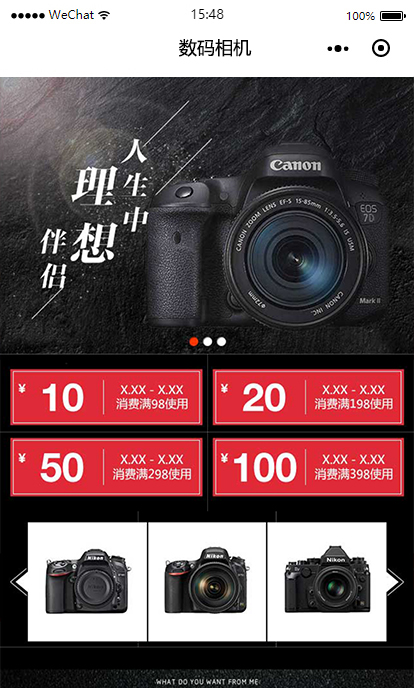 WeChat 15:48 100%
数码相机
人生中
理想
伴侣
Canon
EOS
7D
CANON ZOOM LENS EF-S 15-85mm 1:3.5-5.6 IS USM
Ø72mm
CANON INC.
Mark II
¥ 10 X.XX - X.XX
消费满98使用
¥ 20 X.XX - X.XX
消费满198使用
¥ 50 X.XX - X.XX
消费满298使用
¥ 100 X.XX - X.XX
消费满398使用
Nikon
Nikon
Nikon
WHAT DO YOU WANT FROM ME